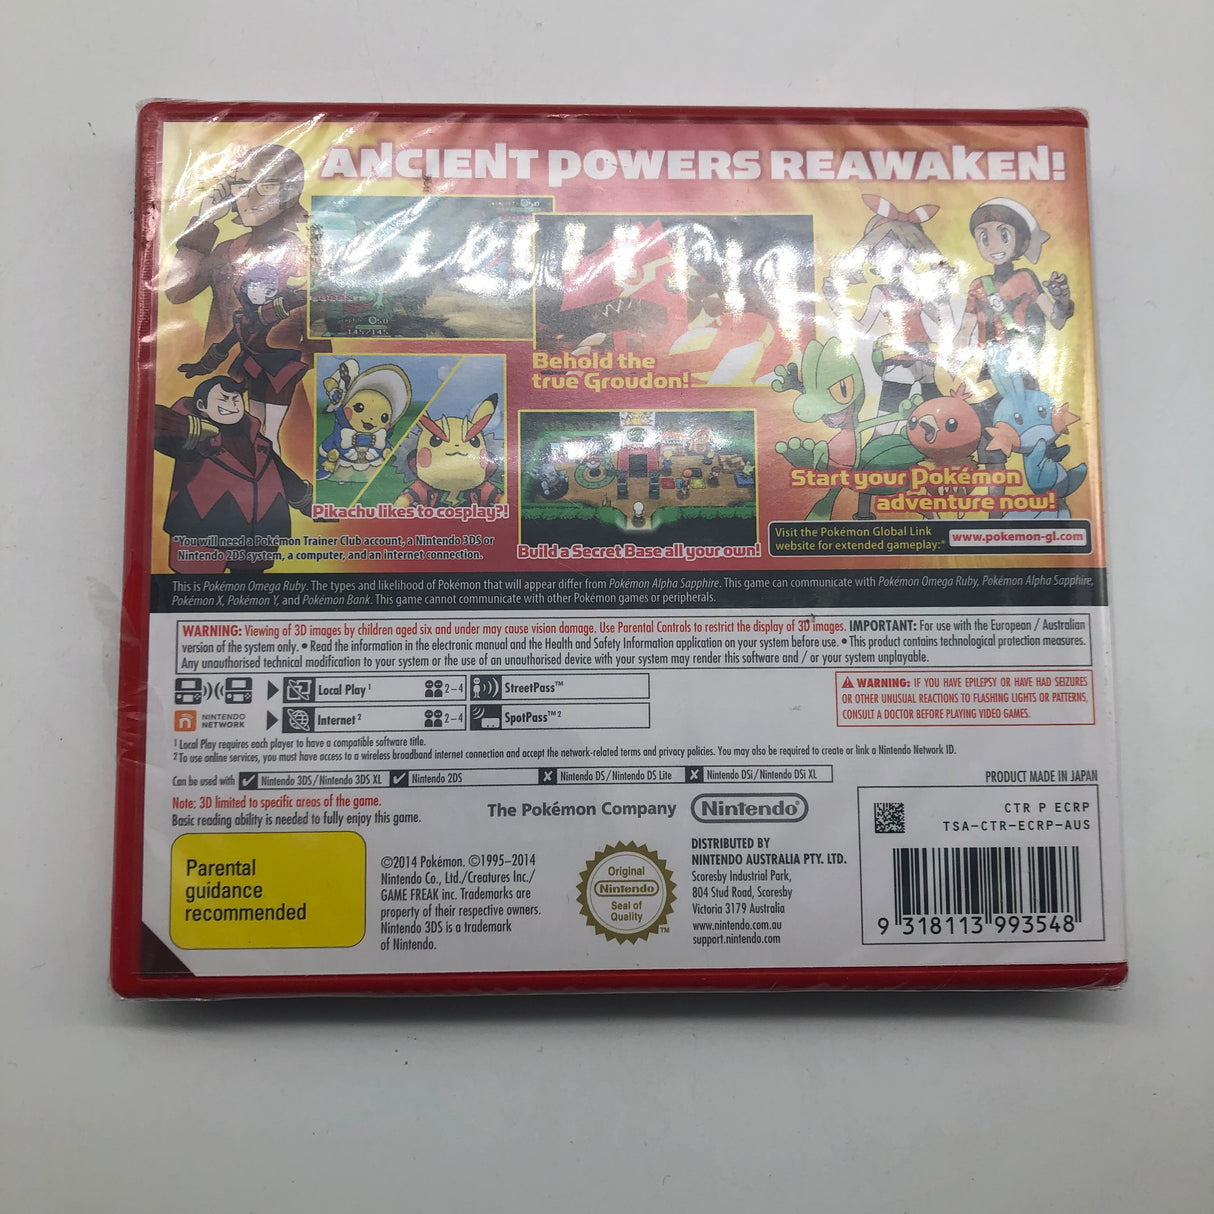 ANCIENT POWERS REAWAKEN!
145/145
Behold the
true Groudon!
Pikachu likes to cosplay?!
Build a Secret Base all your own!
Start your Pokémon
adventure now!
*You will need a Pokémon Trainer Club account, a Nintendo 3DS or
Nintendo 2DS system, a computer, and an internet connection.
Visit the Pokémon Global Link
website for extended gameplay:*
www.pokemon-gl.com
This is Pokémon Omega Ruby. The types and likelihood of Pokémon that will appear differ from Pokémon Alpha Sapphire. This game can communicate with Pokémon Omega Ruby, Pokémon Alpha Sapphire,
Pokémon X, Pokémon Y, and Pokémon Bank. This game cannot communicate with other Pokémon games or peripherals.
WARNING: Viewing of 3D images by children aged six and under may cause vision damage. Use Parental Controls to restrict the display of 3D images. IMPORTANT: For use with the European / Australian
version of the system only. • Read the information in the electronic manual and the Health and Safety Information application on your system before use. • This product contains technological protection measures.
Any unauthorised technical modification to your system or the use of an unauthorised device with your system may render this software and / or your system unplayable.
Local Play ¹ 2–4 StreetPass™
NINTENDO
NETWORK
Internet ² 2–4 SpotPass™ ²
WARNING: IF YOU HAVE EPILEPSY OR HAVE HAD SEIZURES
OR OTHER UNUSUAL REACTIONS TO FLASHING LIGHTS OR PATTERNS,
CONSULT A DOCTOR BEFORE PLAYING VIDEO GAMES.
¹ Local Play requires each player to have a compatible software title.
² To use online services, you must have access to a wireless broadband internet connection and accept the network-related terms and privacy policies. You may also be required to create or link a Nintendo Network ID.
Can be used with Nintendo 3DS/Nintendo 3DS XL Nintendo 2DS Nintendo DS/Nintendo DS Lite Nintendo DSi/Nintendo DSi XL
PRODUCT MADE IN JAPAN
Note: 3D limited to specific areas of the game.
Basic reading ability is needed to fully enjoy this game.
The Pokémon Company
Nintendo®
CTR P ECRP
TSA-CTR-ECRP-AUS
Parental
guidance
recommended
©2014 Pokémon. ©1995–2014
Nintendo Co., Ltd./Creatures Inc./
GAME FREAK inc. Trademarks are
property of their respective owners.
Nintendo 3DS is a trademark
of Nintendo.
Original
Nintendo
Seal of
Quality
TM
DISTRIBUTED BY
NINTENDO AUSTRALIA PTY. LTD.
Scoresby Industrial Park,
804 Stud Road, Scoresby
Victoria 3179 Australia
www.nintendo.com.au
support.nintendo.com
9 318113 993548